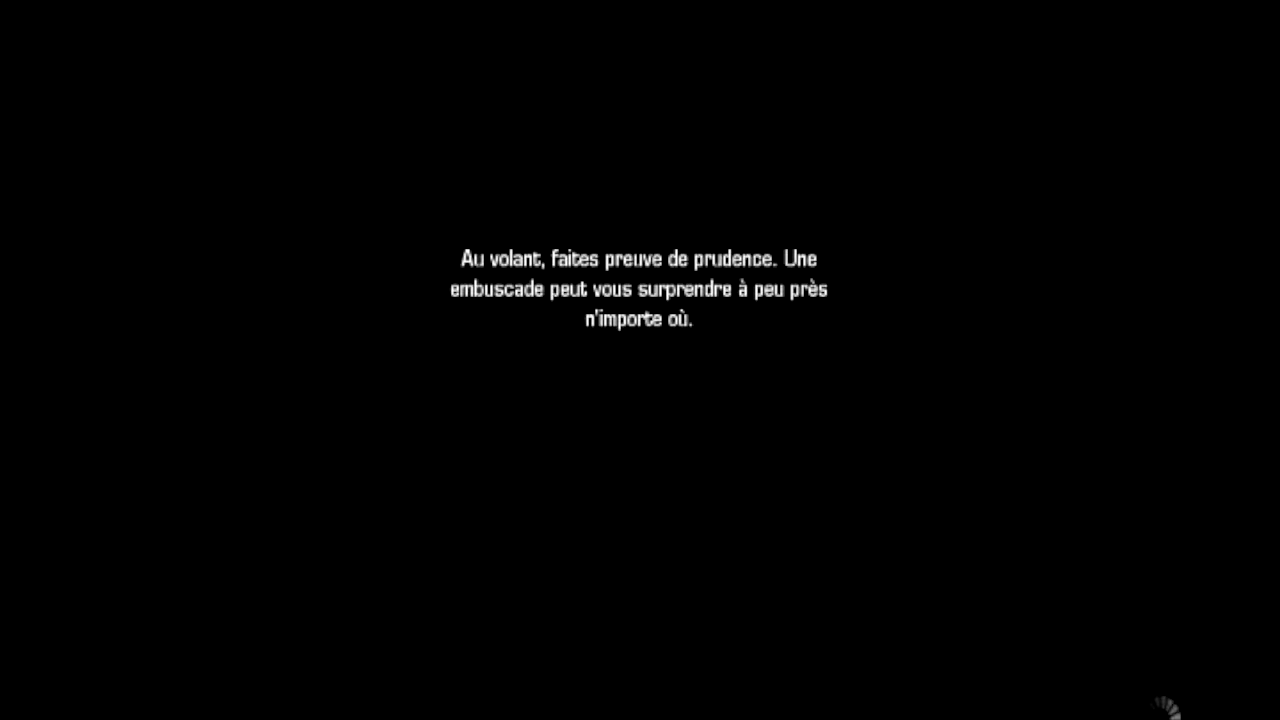 Au volant, faites preuve de prudence. Une
embuscade peut vous surprendre à peu près
n'importe où.